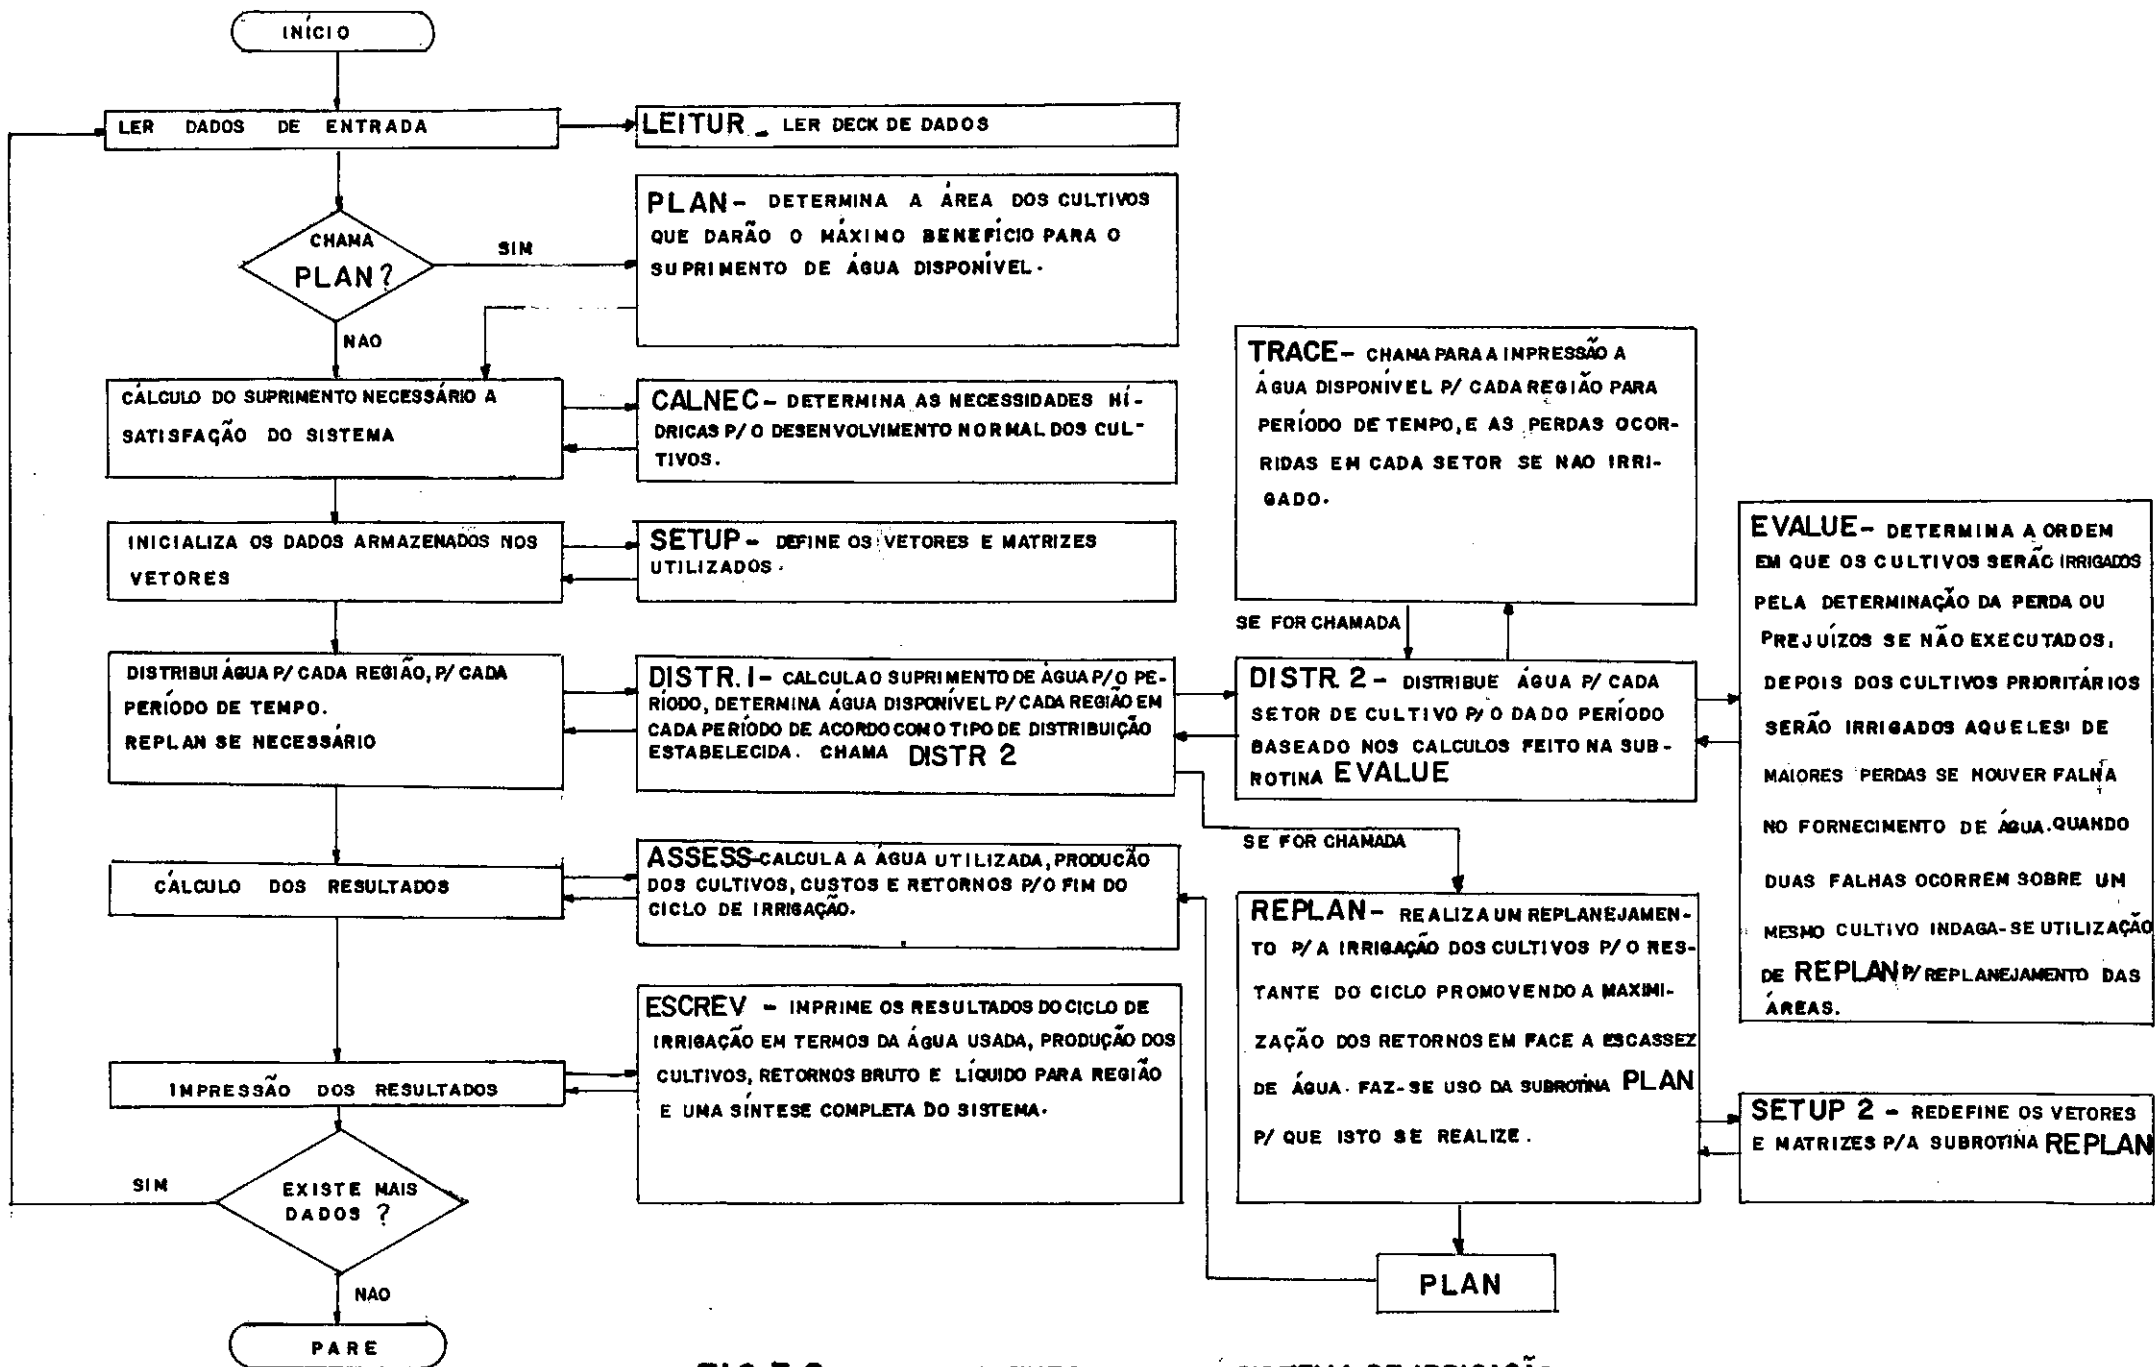 INÍCIO
LER DADOS DE ENTRADA
LEITUR - LER DECK DE DADOS
CHAMA
PLAN?
SIM
NAO
PLAN- DETERMINA A ÁREA DOS CULTIVOS
QUE DARÃO O MÁXIMO BENEFÍCIO PARA O
SUPRIMENTO DE ÁGUA DISPONÍVEL.
CÁLCULO DO SUPRIMENTO NECESSÁRIO A
SATISFAÇÃO DO SISTEMA
CALNEC- DETERMINA AS NECESSIDADES HÍ-
DRICAS P/ O DESENVOLVIMENTO NORMAL DOS CUL-
TIVOS.
INICIALIZA OS DADOS ARMAZENADOS NOS
VETORES
SETUP- DEFINE OS VETORES E MATRIZES
UTILIZADOS.
DISTRIBUI ÁGUA P/ CADA REGIÃO, P/ CADA
PERÍODO DE TEMPO.
REPLAN SE NECESSÁRIO
DISTR. 1- CALCULA O SUPRIMENTO DE ÁGUA P/O PE-
RÍODO, DETERMINA ÁGUA DISPONÍVEL P/ CADA REGIÃO EM
CADA PERÍODO DE ACORDO COM O TIPO DE DISTRIBUIÇÃO
ESTABELECIDA. CHAMA DISTR 2
TRACE- CHAMA PARA A IMPRESSÃO A
ÁGUA DISPONÍVEL P/ CADA REGIÃO PARA
PERÍODO DE TEMPO, E AS PERDAS OCOR-
RIDAS EM CADA SETOR SE NAO IRRI-
GADO.
SE FOR CHAMADA
DISTR. 2 - DISTRIBUE ÁGUA P/ CADA
SETOR DE CULTIVO P/O DADO PERÍODO
BASEADO NOS CALCULOS FEITO NA SUB-
ROTINA EVALUE
EVALUE- DETERMINA A ORDEM
EM QUE OS CULTIVOS SERÃO IRRIGADOS
PELA DETERMINAÇÃO DA PERDA OU
PREJUÍZOS SE NÃO EXECUTADOS,
DEPOIS DOS CULTIVOS PRIORITÁRIOS
SERÃO IRRIGADOS AQUELES DE
MAIORES PERDAS SE HOUVER FALHA
NO FORNECIMENTO DE ÁGUA. QUANDO
DUAS FALHAS OCORREM SOBRE UM
MESMO CULTIVO INDAGA-SE UTILIZAÇÃO
DE REPLAN P/ REPLANEJAMENTO DAS
ÁREAS.
CÁLCULO DOS RESULTADOS
ASSESS-CALCULA A ÁGUA UTILIZADA, PRODUCÃO
DOS CULTIVOS, CUSTOS E RETORNOS P/O FIM DO
CICLO DE IRRIGAÇÃO.
SE FOR CHAMADA
REPLAN- REALIZA UM REPLANEJAMEN-
TO P/ A IRRIGAÇÃO DOS CULTIVOS P/ O RES-
TANTE DO CICLO PROMOVENDO A MAXIMI-
ZAÇÃO DOS RETORNOS EM FACE A ESCASSEZ
DE ÁGUA. FAZ-SE USO DA SUBROTINA PLAN
P/ QUE ISTO SE REALIZE.
SETUP 2 - REDEFINE OS VETORES
E MATRIZES P/A SUBROTINA REPLAN
PLAN
IMPRESSÃO DOS RESULTADOS
ESCREV - IMPRIME OS RESULTADOS DO CICLO DE
IRRIGAÇÃO EM TERMOS DA ÁGUA USADA, PRODUÇÃO DOS
CULTIVOS, RETORNOS BRUTO E LÍQUIDO PARA REGIÃO
E UMA SÍNTESE COMPLETA DO SISTEMA.
EXISTE MAIS
DADOS ?
SIM
NAO
PARE
SISTEMA DE IRRIGAÇÃO